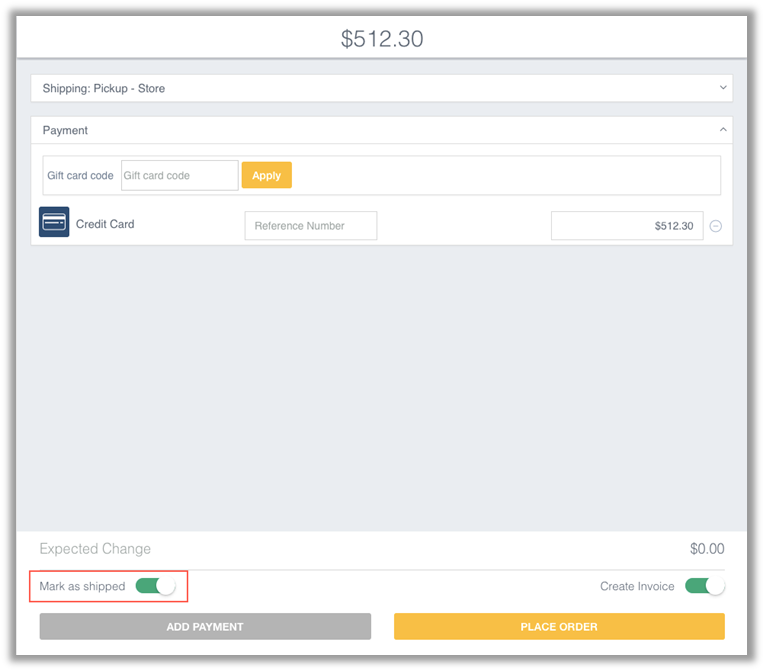 $512.30
Shipping: Pickup - Store
Payment
Gift card code Gift card code Apply
Credit Card Reference Number $512.30
Expected Change $0.00
Mark as shipped Create Invoice
ADD PAYMENT PLACE ORDER